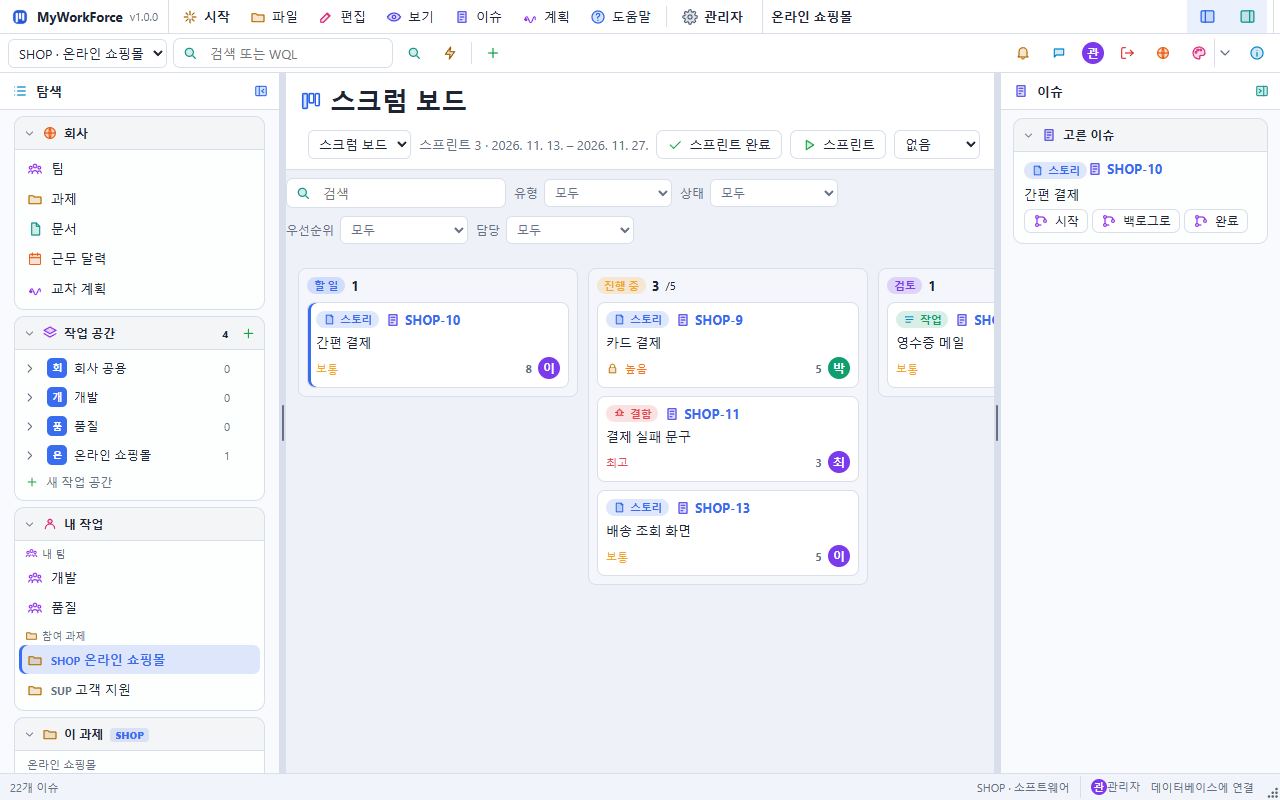 MyWorkForce v1.0.0 시작 파일 편집 보기 이슈 계획 도움말 관리자 온라인 쇼핑몰
SHOP · 온라인 쇼핑몰 검색 또는 WQL 관
탐색
회사
팀
과제
문서
근무 달력
교차 계획
작업 공간 4
회 회사 공용 0
개 개발 0
품 품질 0
온 온라인 쇼핑몰 1
새 작업 공간
내 작업
내 팀
개발
품질
참여 과제
SHOP 온라인 쇼핑몰
SUP 고객 지원
이 과제 SHOP
온라인 쇼핑몰
스크럼 보드
스크럼 보드 스프린트 3 · 2026. 11. 13. – 2026. 11. 27. 스프린트 완료 스프린트 없음
검색 유형 모두 상태 모두
우선순위 모두 담당 모두
할 일 1
스토리 SHOP-10
간편 결제
보통 8 이
진행 중 3 /5
스토리 SHOP-9
카드 결제
높음 5 박
결함 SHOP-11
결제 실패 문구
최고 3 최
스토리 SHOP-13
배송 조회 화면
보통 5 이
검토 1
작업 SHO
영수증 메일
보통
이슈
고른 이슈
스토리 SHOP-10
간편 결제
시작 백로그로 완료
22개 이슈 SHOP · 소프트웨어 관 관리자 데이터베이스에 연결